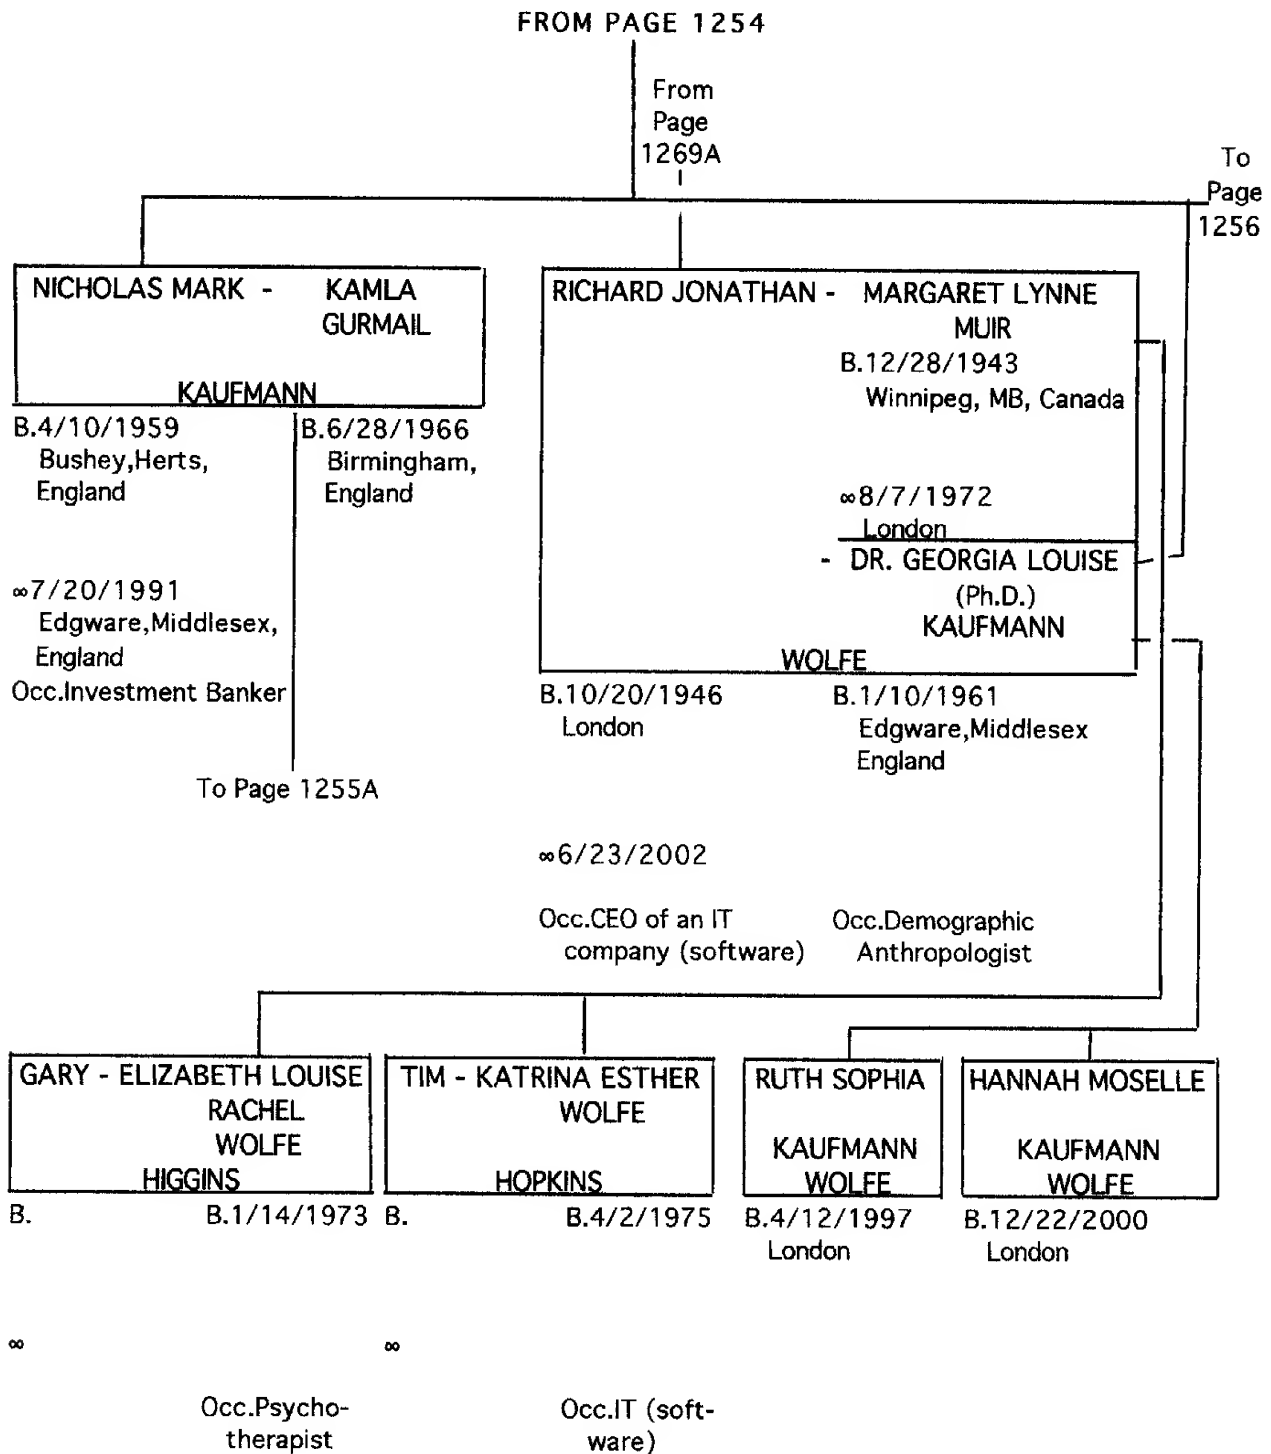 FROM PAGE 1254
From
Page
1269A
To
Page
1256
NICHOLAS MARK - KAMLA
GURMAIL
KAUFMANN
B.4/10/1959 B.6/28/1966
Bushey,Herts, Birmingham,
England England
∞7/20/1991
Edgware,Middlesex,
England
Occ.Investment Banker
To Page 1255A
RICHARD JONATHAN - MARGARET LYNNE
MUIR
B.12/28/1943
Winnipeg, MB, Canada
∞8/7/1972
London
- DR. GEORGIA LOUISE
(Ph.D.)
KAUFMANN
WOLFE
B.10/20/1946 B.1/10/1961
London Edgware,Middlesex
England
∞6/23/2002
Occ.CEO of an IT Occ.Demographic
company (software) Anthropologist
GARY - ELIZABETH LOUISE
RACHEL
WOLFE
HIGGINS
B. B.1/14/1973
∞
Occ.Psycho-
therapist
TIM - KATRINA ESTHER
WOLFE
HOPKINS
B. B.4/2/1975
∞
Occ.IT (soft-
ware)
RUTH SOPHIA
KAUFMANN
WOLFE
B.4/12/1997
London
HANNAH MOSELLE
KAUFMANN
WOLFE
B.12/22/2000
London